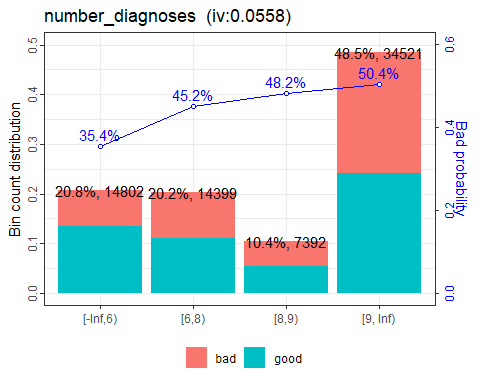 number_diagnoses  (iv:0.0558)
Bin count distribution
0.5
0.4
0.3
0.2
0.1
0.0
35.4%
45.2%
48.2%
50.4%
20.8%, 14802
20.2%, 14399
10.4%, 7392
48.5%, 34521
0.6
0.4
0.2
0.0
Bad probability
[-Inf,6)
[6,8)
[8,9)
[9, Inf)
bad
good